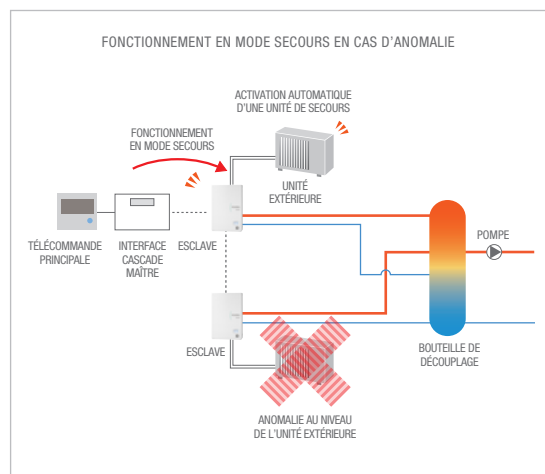 FONCTIONNEMENT EN MODE SECOURS EN CAS D'ANOMALIE
ACTIVATION AUTOMATIQUE
D'UNE UNITÉ DE SECOURS
FONCTIONNEMENT
EN MODE SECOURS
UNITÉ
EXTÉRIEURE
TÉLÉCOMMANDE
PRINCIPALE
INTERFACE
CASCADE
MAÎTRE
ESCLAVE
POMPE
ESCLAVE
BOUTEILLE DE
DÉCOUPLAGE
ANOMALIE AU NIVEAU
DE L'UNITÉ EXTÉRIEURE